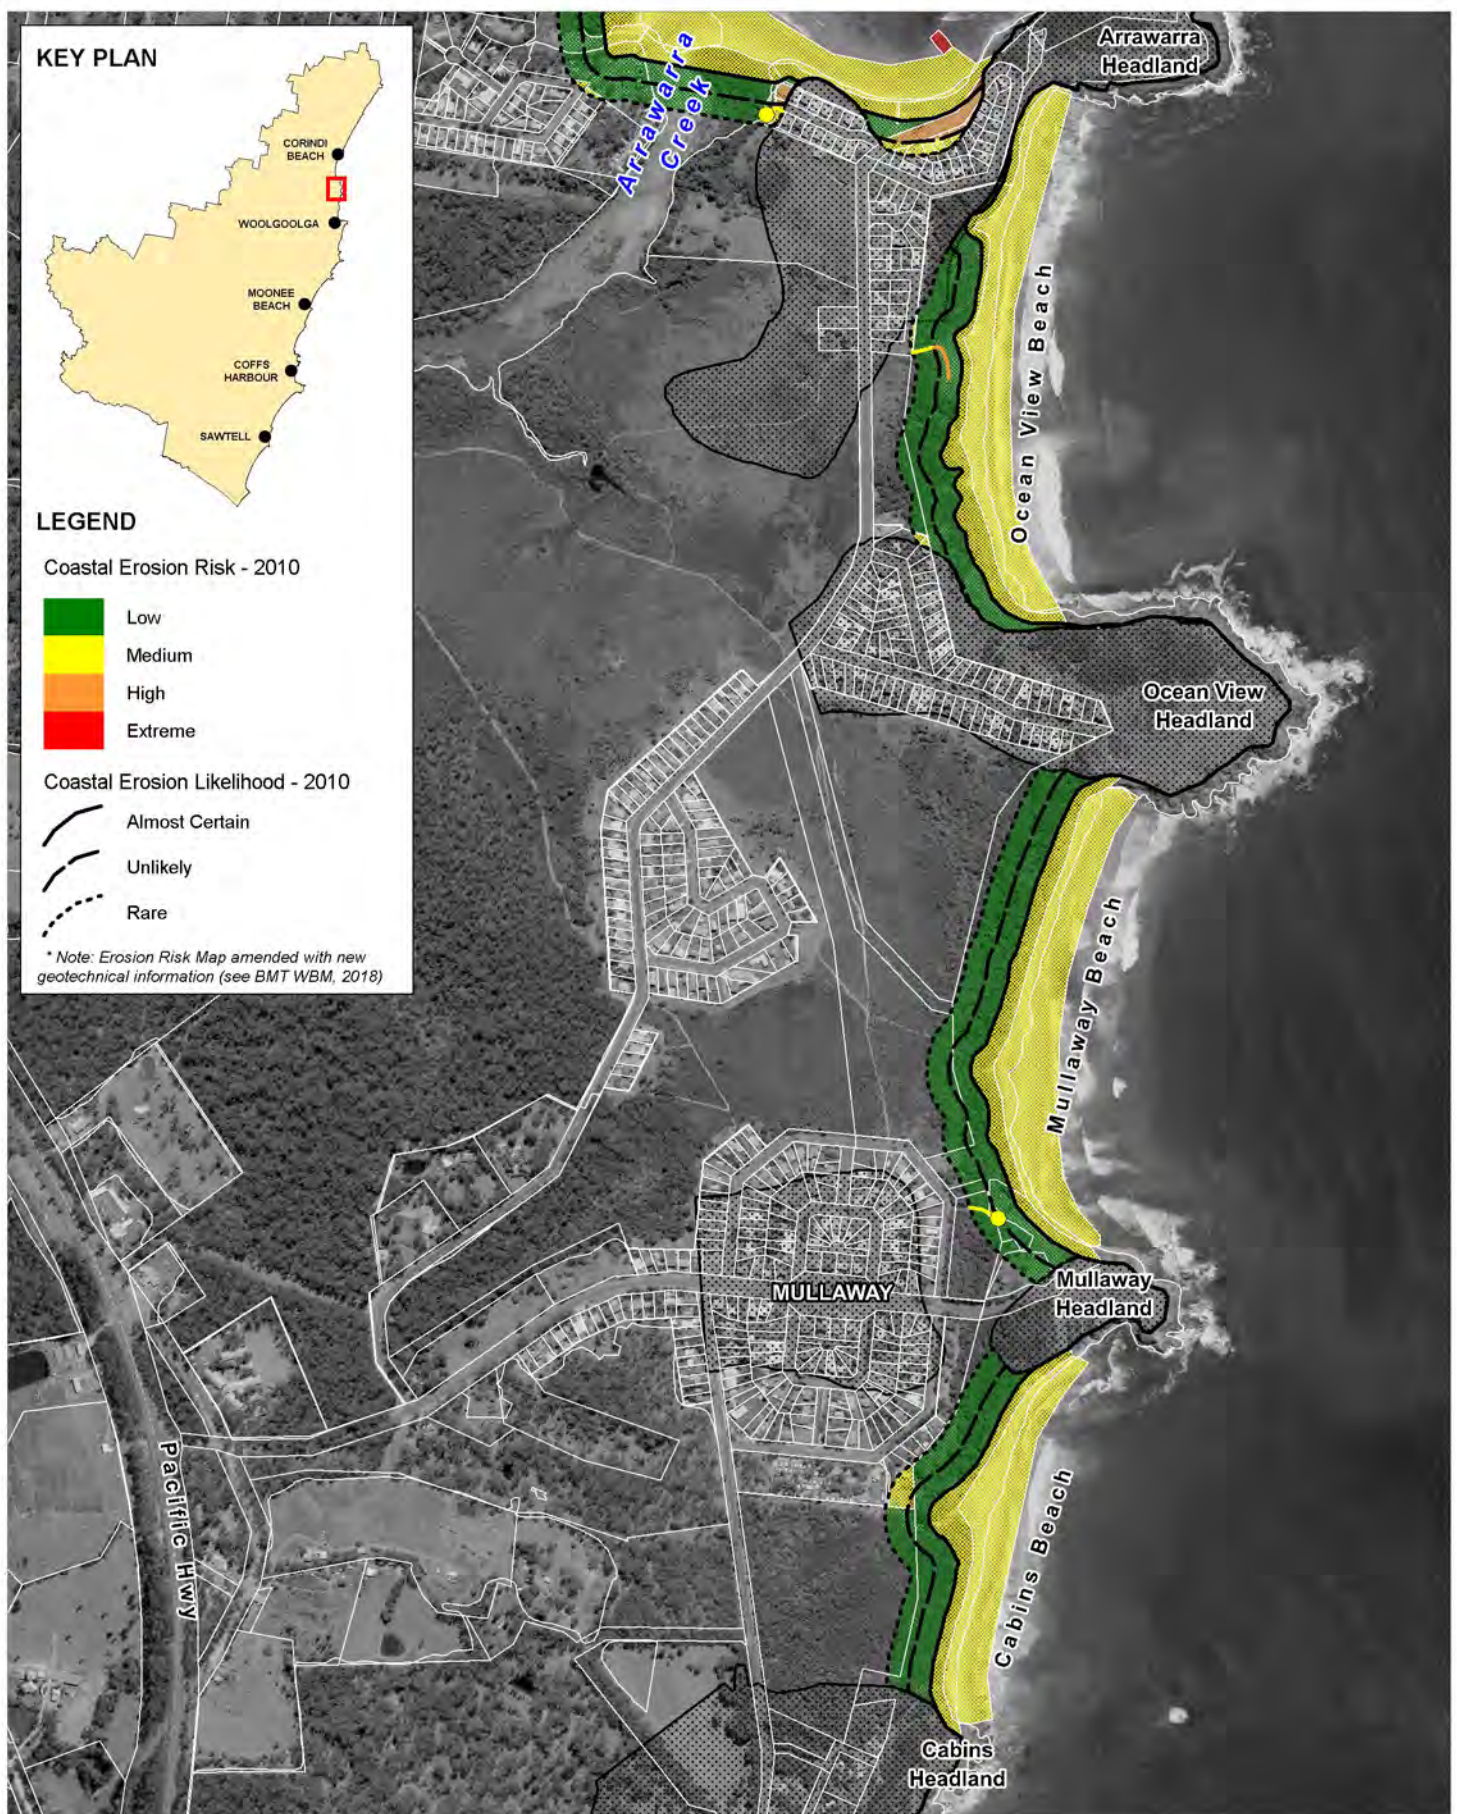 KEY PLAN
CORINDI
BEACH
WOOLGOOLGA
MOONEE
BEACH
COFFS
HARBOUR
SAWTELL
LEGEND
Coastal Erosion Risk - 2010
Low
Medium
High
Extreme
Coastal Erosion Likelihood - 2010
Almost Certain
Unlikely
Rare
* Note: Erosion Risk Map amended with new
geotechnical information (see BMT WBM, 2018)
Arrawarra
Creek
Arrawarra
Headland
Ocean View Beach
Ocean View
Headland
Mullaway Beach
MULLAWAY
Mullaway
Headland
Pacific Hwy
Cabins Beach
Cabins
Headland